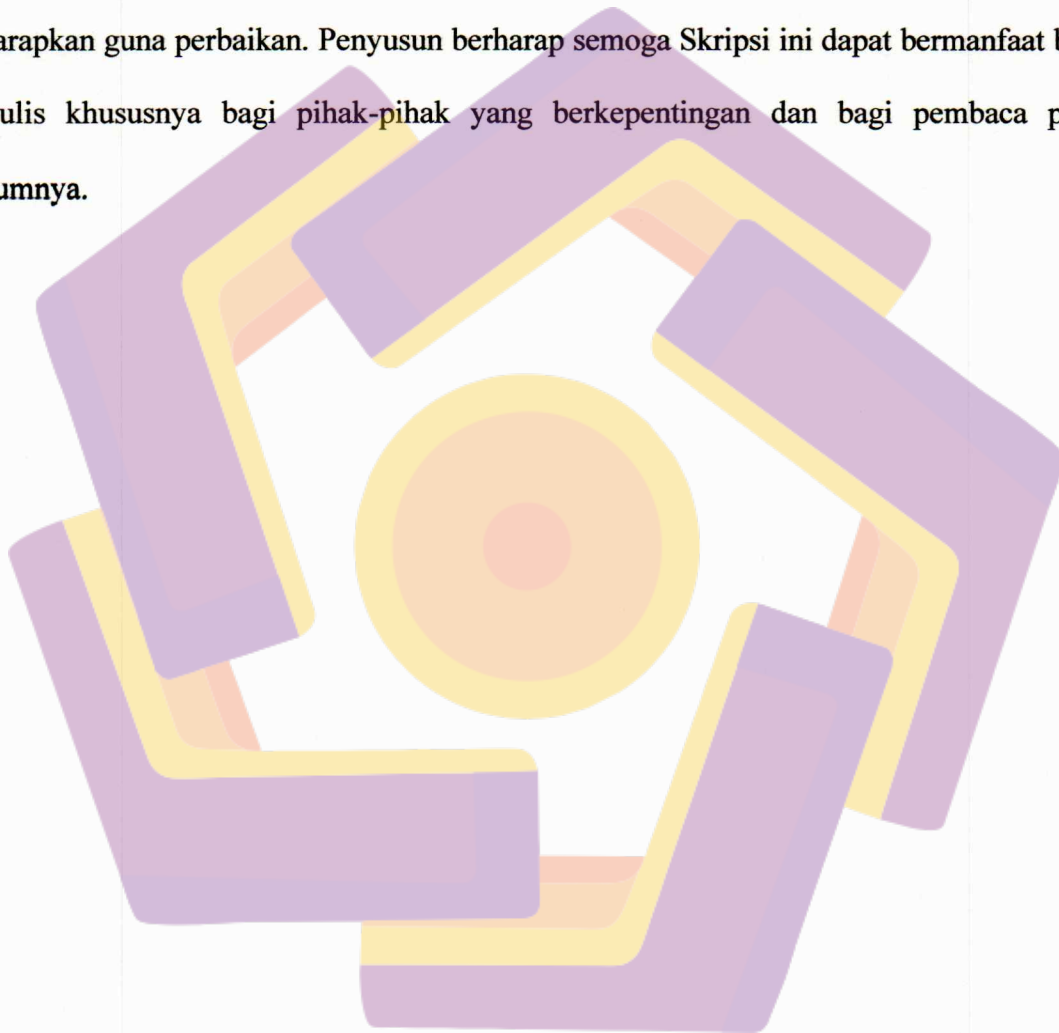 arapkan guna perbaikan. Penyusun berharap semoga Skripsi ini dapat bermanfaat b
ulis khususnya bagi pihak-pihak yang berkepentingan dan bagi pembaca p
umnya.